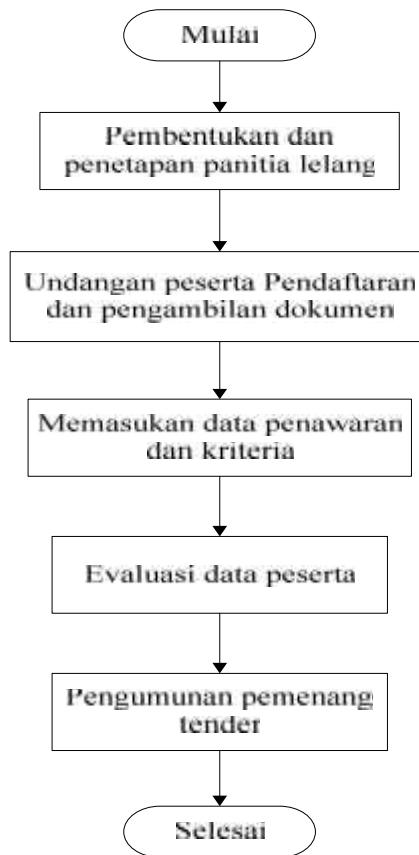 Mulai
Pembentukan dan
penetapan panitia lelang
Undangan peserta Pendaftaran
dan pengambilan dokumen
Memasukan data penawaran
dan kriteria
Evaluasi data peserta
Pengumunan pemenang
tender
Selesai